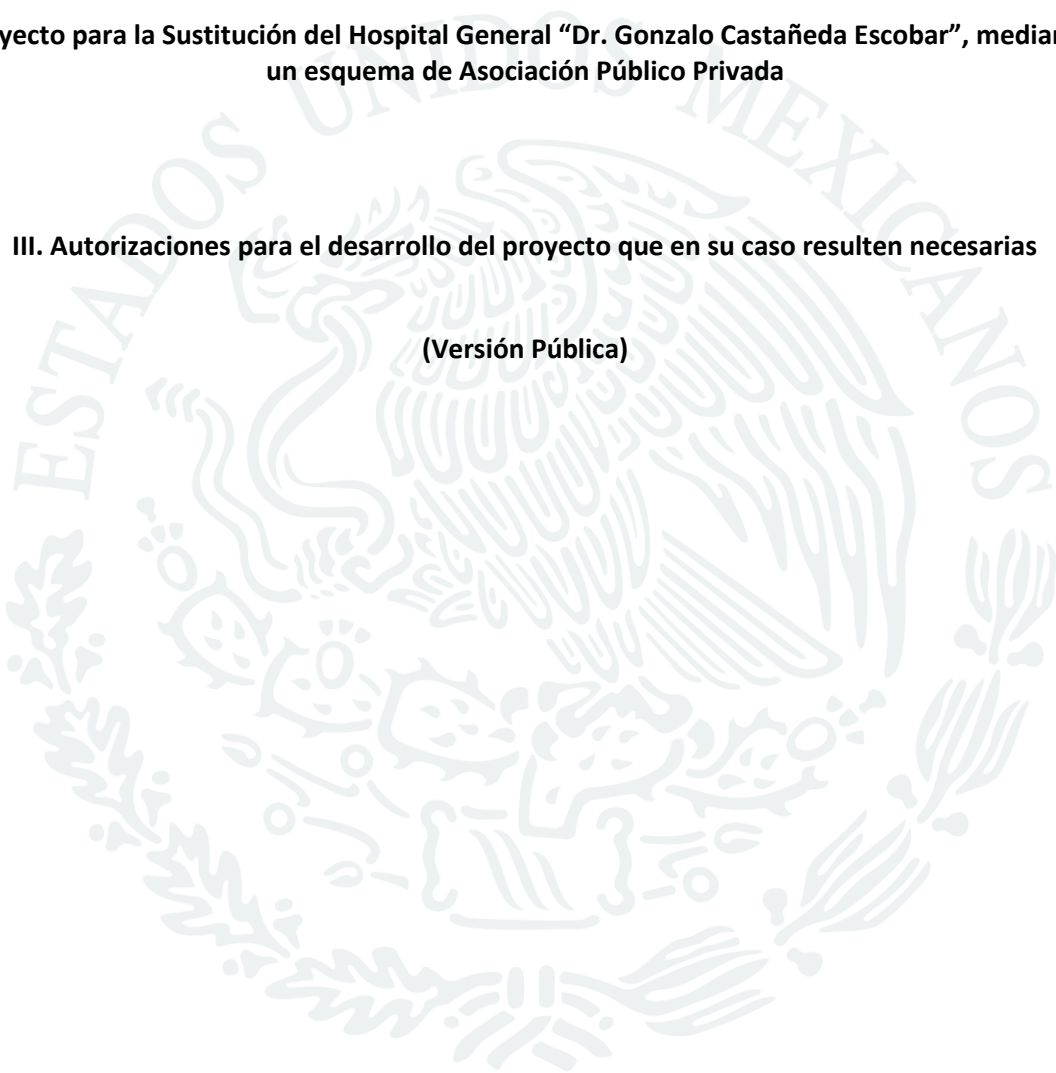 yecto para la Sustitución del Hospital General “Dr. Gonzalo Castañeda Escobar”, median
un esquema de Asociación Público Privada
ESTADOS UNIDOS MEXICANOS
III. Autorizaciones para el desarrollo del proyecto que en su caso resulten necesarias
(Versión Pública)